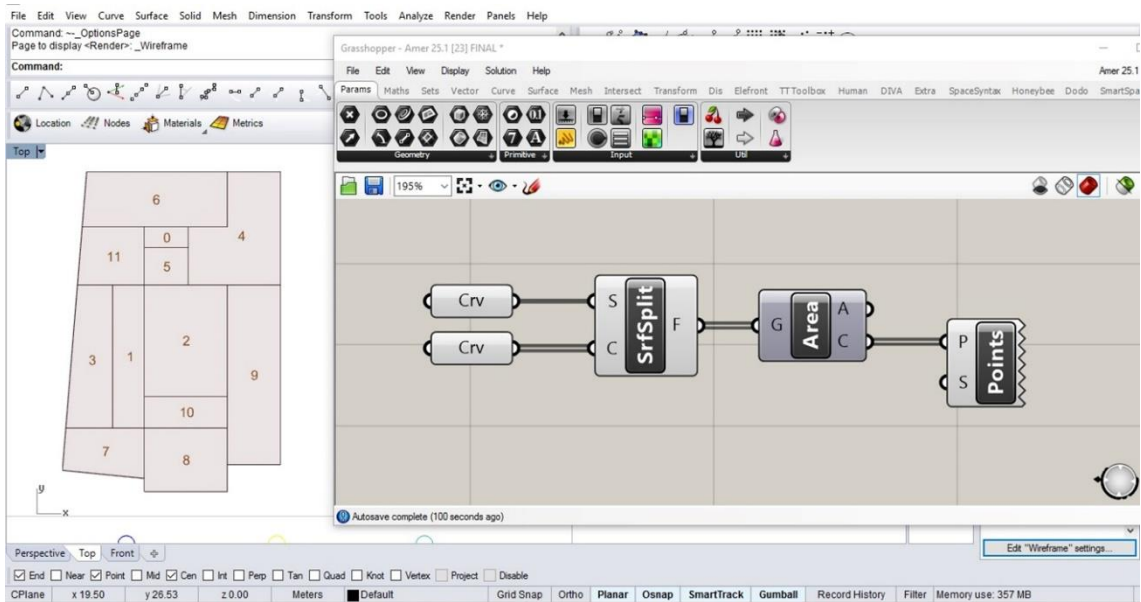 File Edit View Curve Surface Solid Mesh Dimension Transform Tools Analyze Render Panels Help
Command: ~-_OptionsPage
Page to display <Render>: _Wireframe
Command:
Location Nodes Materials Metrics
Top
6
0
4
11
5
2
3
1
9
10
7
8
y
x
Grasshopper - Amer 25.1 [23] FINAL *
File Edit View Display Solution Help
Amer 25.1
Params Maths Sets Vector Curve Surface Mesh Intersect Transform Dis Elefront TTToolbox Human DIVA Extra SpaceSyntax Honeybee Dodo SmartSpa
Geometry Primitive Input Util
195%
Crv
Crv
S
C
SrfSplit
F
G
Area
A
C
P
S
Points
Autosave complete (100 seconds ago)
Edit "Wireframe" settings...
Perspective Top Front
End Near Point Mid Cen Int Perp Tan Quad Knot Vertex Project Disable
CPlane x 19.50 y 26.53 z 0.00 Meters Default Grid Snap Ortho Planar Osnap SmartTrack Gumball Record History Filter Memory use: 357 MB